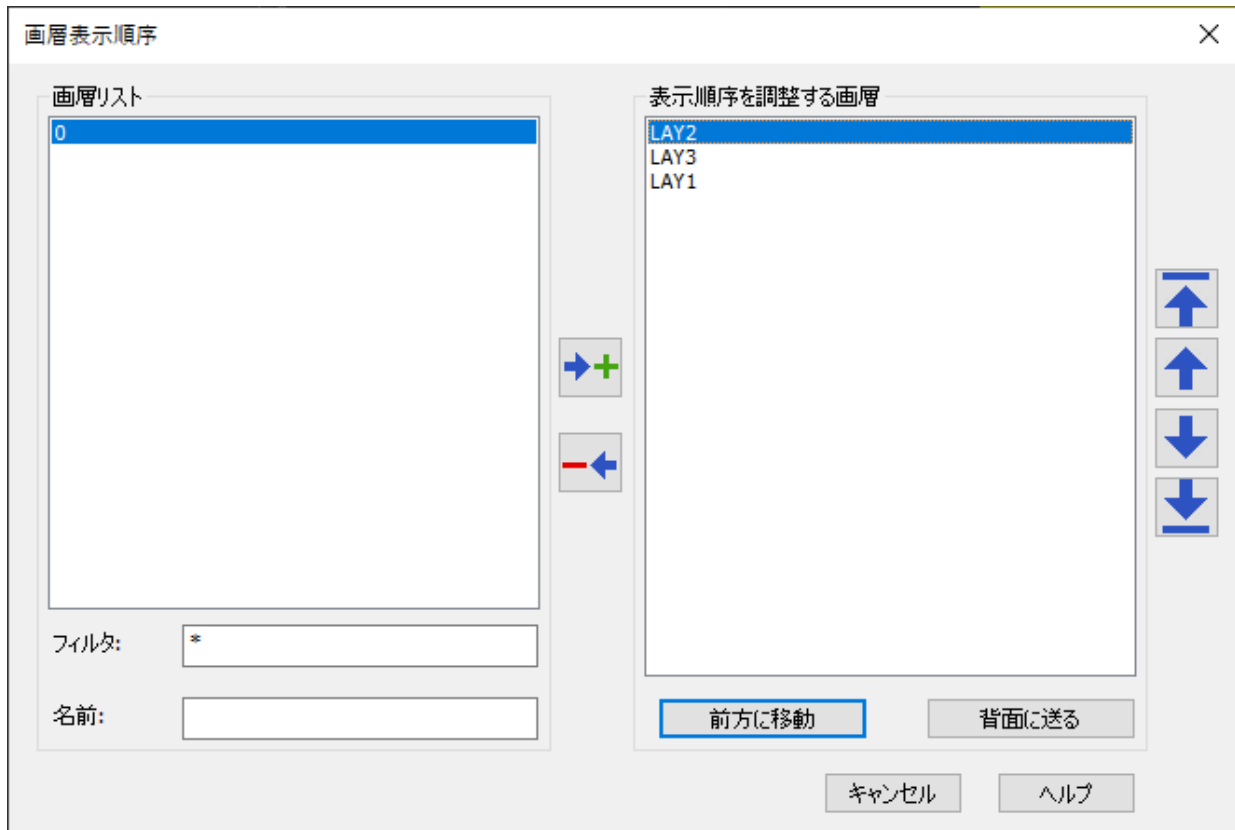 画層表示順序
画層リスト
0
フィルタ:
*
名前:
表示順序を調整する画層
LAY2
LAY3
LAY1
前方に移動
背面に送る
キャンセル
ヘルプ